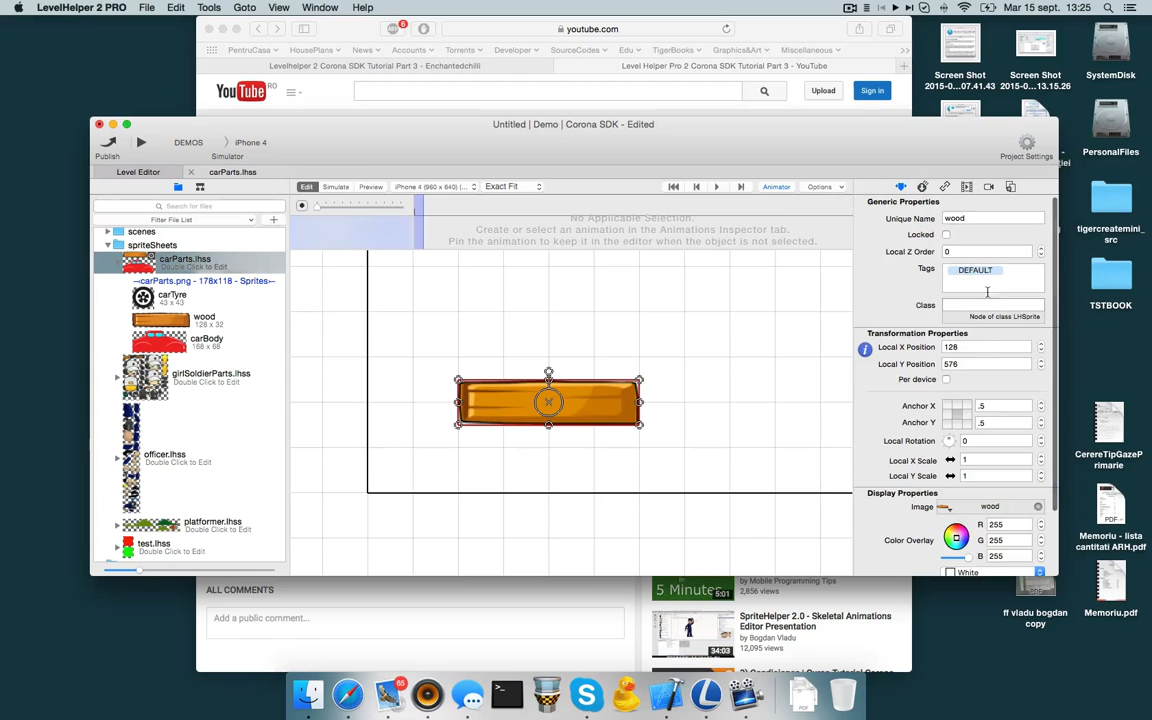 LevelHelper 2 PRO File Edit Tools Goto View Window Help
Mar 15 sept. 13:25
8
youtube.com
PentruCasa HousePlans News Accounts Torrents Developer SourceCodes Edu TigerBooks Graphics&Art Miscellaneous >>
Levelhelper 2 Corona SDK Tutorial Part 3 - Enchantedchili
Level Helper Pro 2 Corona SDK Tutorial Part 3 - YouTube
YouTube RO
Upload
Sign in
Untitled | Demo | Corona SDK - Edited
DEMOS
iPhone 4
Publish
Simulator
Project Settings
Level Editor
carParts.lhss
Search for files
Filter File List
scenes
spriteSheets
carParts.lhss
Double Click to Edit
carParts.png - 178x118 - Sprites
carTyre
43 x 43
wood
128 x 32
carBody
168 x 66
girlSoldierParts.lhss
Double Click to Edit
officer.lhss
Double Click to Edit
platformer.lhss
Double Click to Edit
test.lhss
Double Click to Edit
Edit Simulate Preview
iPhone 4 (960 x 640) (...
Exact Fit
Animator
Options
No Applicable Selection.
Create or select an animation in the Animations Inspector tab.
Pin the animation to keep it in the editor when the object is not selected.
Generic Properties
Unique Name wood
Locked
Local Z Order 0
Tags DEFAULT
Class
Node of class LHSprite
Transformation Properties
Local X Position 128
Local Y Position 576
Per device
Anchor X .5
Anchor Y .5
Local Rotation 0
Local X Scale 1
Local Y Scale 1
Display Properties
Image wood
Color Overlay
R 255
G 255
B 255
White
ALL COMMENTS
Add a public comment...
5 Minutes 5:01
by Mobile Programming Tips
2,856 views
SpriteHelper 2.0 - Skeletal Animations
Editor Presentation
by Bogdan Vladu
12,095 views
34:03
Screen Shot
2015-0...07.41.43
Screen Shot
2015-0...13.15.26
SystemDisk
PersonalFiles
tigercreatemini_
src
TSTBOOK
CerereTipGazeP
rimarie
PDF
Memoriu - lista
cantitati ARH.pdf
ff vladu bogdan
copy
PDF
Memoriu.pdf
65